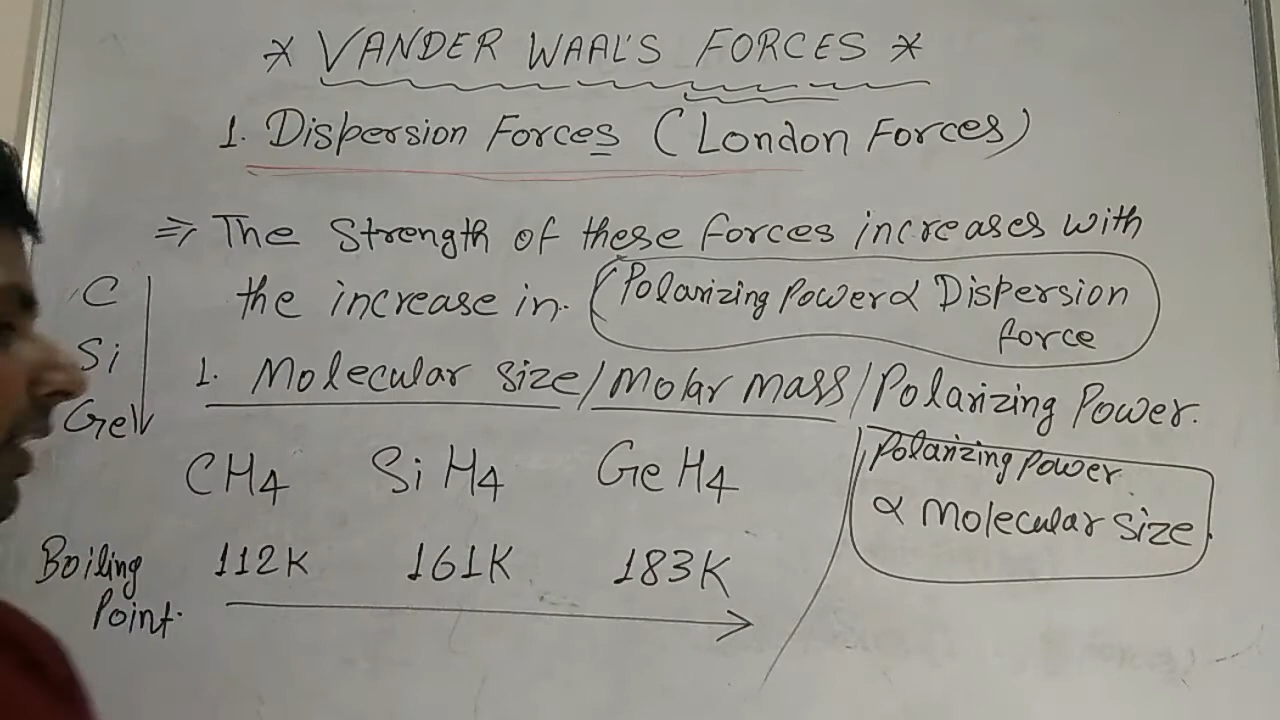 * VANDER WAAL'S FORCES *
1. Dispersion Forces (London Forces)
⇒ The Strength of these forces increases with
the increase in. (Polarizing Power ∝ Dispersion
force
1. Molecular size/Molar mass/Polarizing Power.
C
Si
Ge
CH4 SiH4 GeH4
Polarizing Power
∝ Molecular size.
Boiling Point. 112K 161K 183K